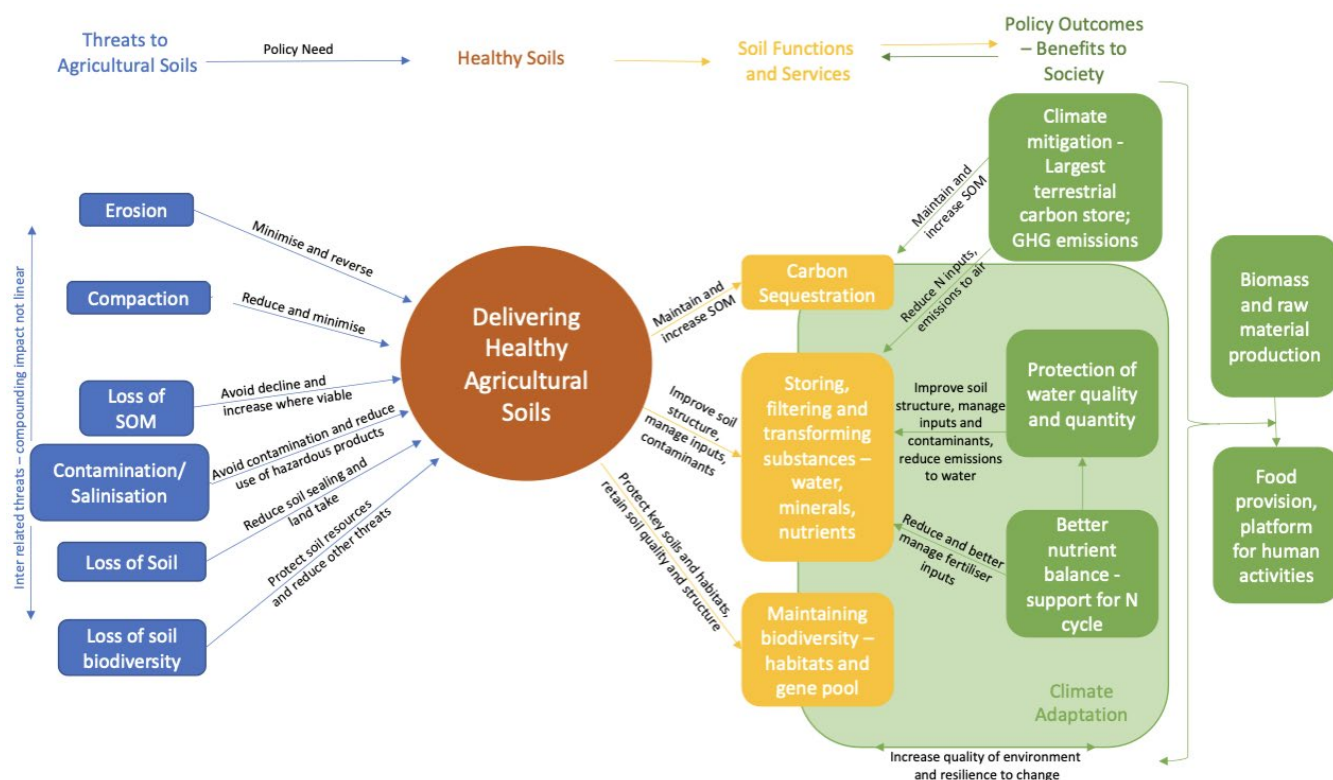 Threats to
Agricultural Soils
Policy Need
Healthy Soils
Soil Functions
and Services
Policy Outcomes
– Benefits to
Society
Inter related threats – compounding impact not linear
Erosion
Compaction
Loss of
SOM
Contamination/
Salinisation
Loss of Soil
Loss of soil
biodiversity
Minimise and reverse
Reduce and minimise
Avoid decline and
increase where viable
Avoid contamination and reduce
use of hazardous products
Reduce soil sealing and
land take
Protect soil resources
and reduce other threats
Delivering
Healthy
Agricultural
Soils
Maintain and
increase SOM
Improve soil
structure,
manage inputs,
contaminants
Protect key soils and habitats,
retain soil quality and structure
Carbon
Sequestration
Storing,
filtering and
transforming
substances –
water,
minerals,
nutrients
Maintaining
biodiversity –
habitats and
gene pool
Maintain and
increase SOM
Reduce N inputs,
emissions to air
Improve soil
structure, manage
inputs and
contaminants,
reduce emissions
to water
Reduce and better
manage fertiliser
inputs
Climate
mitigation -
Largest
terrestrial
carbon store;
GHG emissions
Protection of
water quality
and quantity
Better
nutrient
balance -
support for N
cycle
Climate
Adaptation
Increase quality of environment
and resilience to change
Biomass
and raw
material
production
Food
provision,
platform
for human
activities